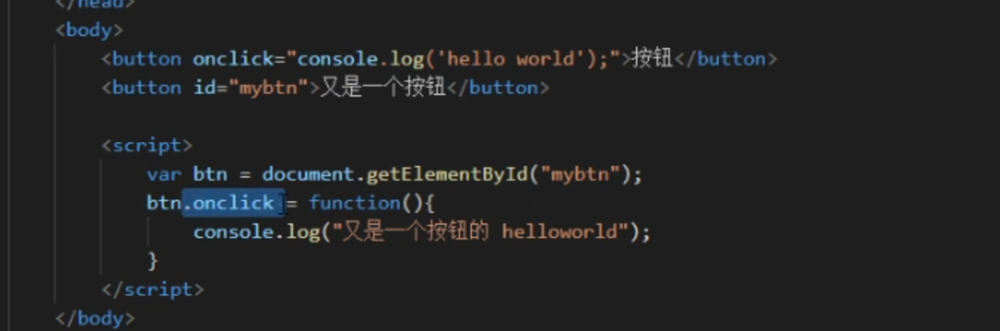 </head>
<body>
<button onclick="console.log('hello world');">按钮</button>
<button id="mybtn">又是一个按钮</button>
<script>
var btn = document.getElementById("mybtn");
btn.onclick = function(){
console.log("又是一个按钮的 helloworld");
}
</script>
</body>